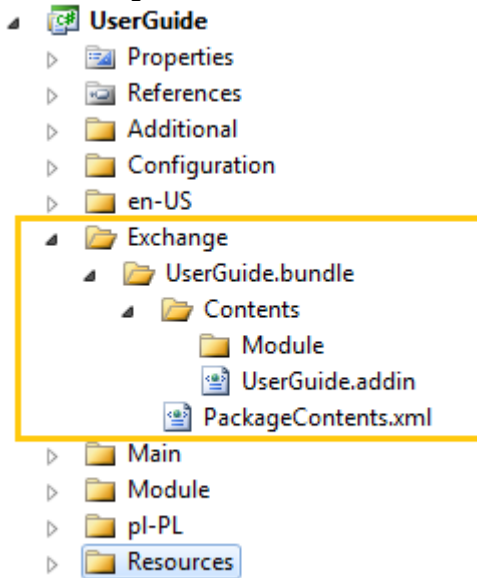 UserGuide
Properties
References
Additional
Configuration
en-US
Exchange
UserGuide.bundle
Contents
Module
UserGuide.addin
PackageContents.xml
Main
Module
pl-PL
Resources